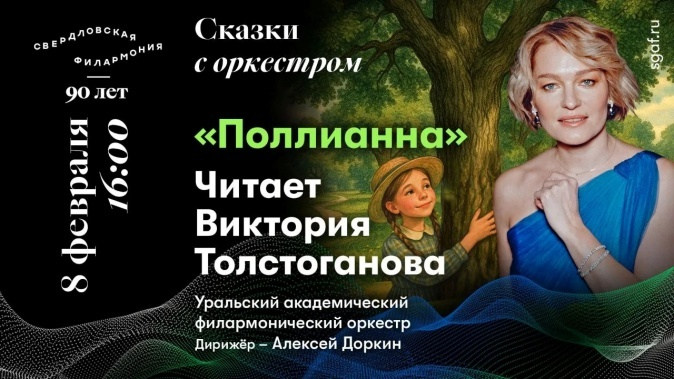 СВЕРДЛОВСКАЯ
ФИЛАРМОНИЯ
90 лет
8 февраля
16:00
Сказки
с оркестром
«Поллианна»
Читает
Виктория
Толстоганова
Уральский академический
филармонический оркестр
Дирижёр – Алексей Доркин
sgaf.ru